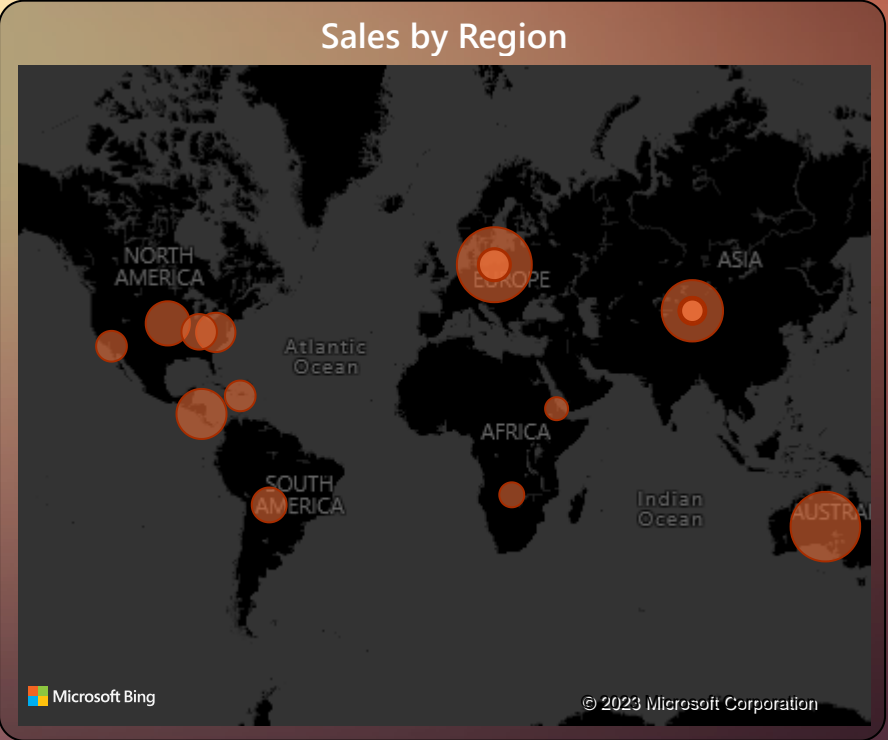 Sales by Region
NORTH
AMERICA
EUROPE
ASIA
Atlantic
Ocean
AFRICA
SOUTH
AMERICA
Indian
Ocean
AUSTRA
Microsoft Bing
© 2023 Microsoft Corporation